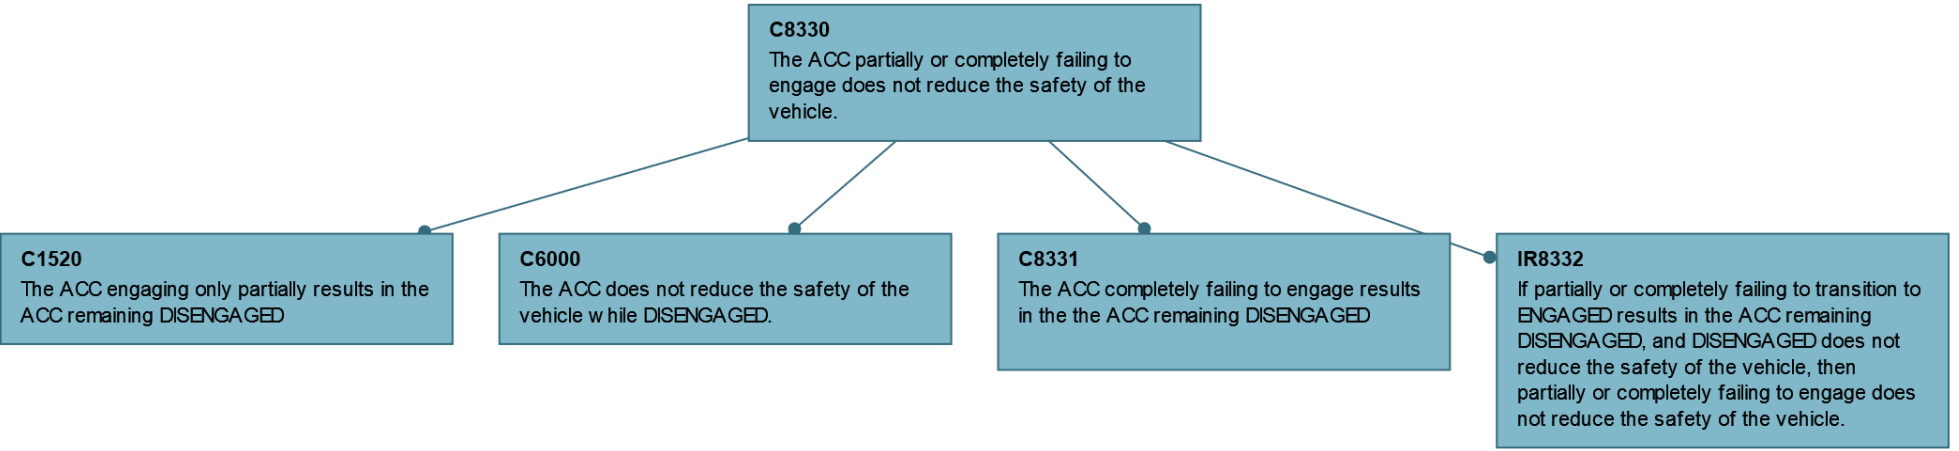 C8330
The ACC partially or completely failing to
engage does not reduce the safety of the
vehicle.
C1520
The ACC engaging only partially results in the
ACC remaining DISENGAGED
C6000
The ACC does not reduce the safety of the
vehicle while DISENGAGED.
C8331
The ACC completely failing to engage results
in the the ACC remaining DISENGAGED
IR8332
If partially or completely failing to transition to
ENGAGED results in the ACC remaining
DISENGAGED, and DISENGAGED does not
reduce the safety of the vehicle, then
partially or completely failing to engage does
not reduce the safety of the vehicle.